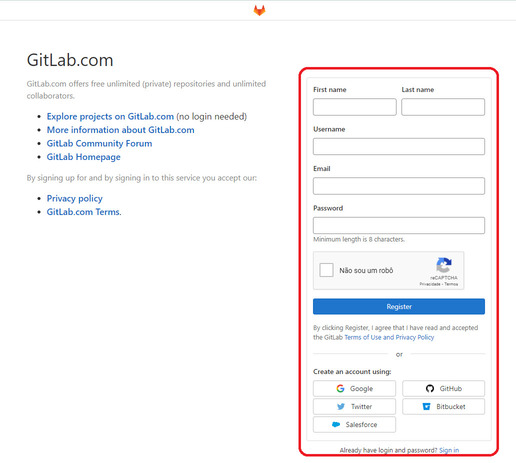 GitLab.com
GitLab.com offers free unlimited (private) repositories and unlimited
collaborators.
Explore projects on GitLab.com (no login needed)
More information about GitLab.com
GitLab Community Forum
GitLab Homepage
By signing up for and by signing in to this service you accept our:
Privacy policy
GitLab.com Terms.
First name Last name
Username
Email
Password
Minimum length is 8 characters.
Não sou um robô
reCAPTCHA
Privacidade - Termos
Register
By clicking Register, I agree that I have read and accepted
the GitLab Terms of Use and Privacy Policy
or
Create an account using:
Google GitHub
Twitter Bitbucket
Salesforce
Already have login and password? Sign in